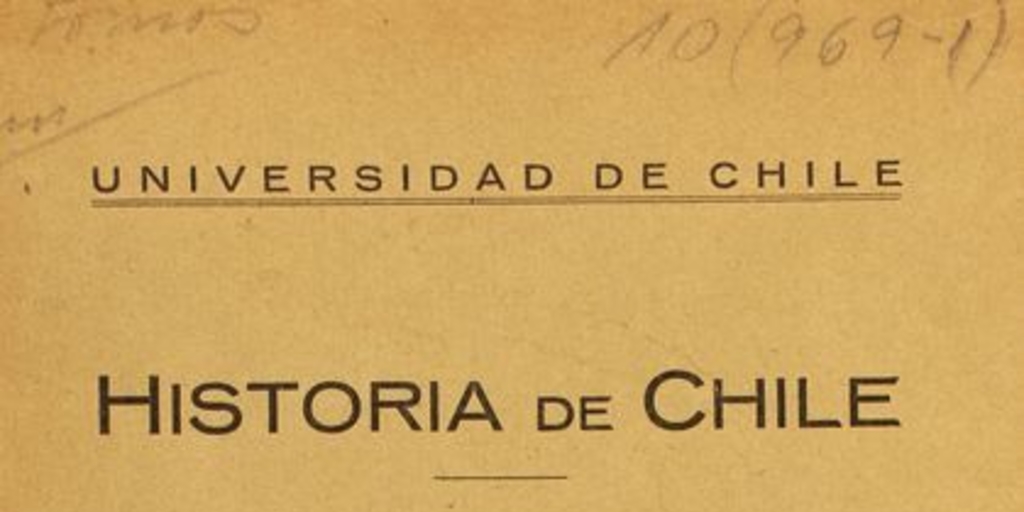 10(969-1)
UNIVERSIDAD DE CHILE
HISTORIA DE CHILE